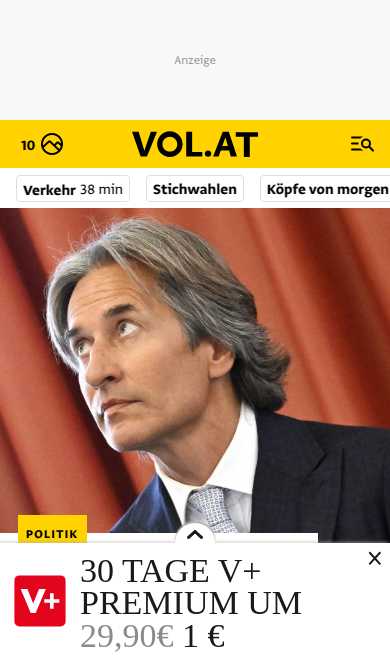 Anzeige
10
VOL.AT
Verkehr 38 min
Stichwahlen
Köpfe von morgen
POLITIK
V+
30 TAGE V+
PREMIUM UM
29,90€ 1 €